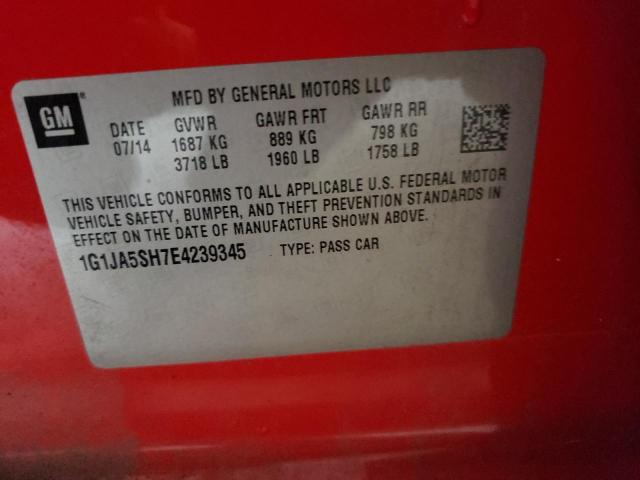 GM ®
MFD BY GENERAL MOTORS LLC
DATE GVWR GAWR FRT GAWR RR
07/14 1687 KG 889 KG 798 KG
3718 LB 1960 LB 1758 LB
THIS VEHICLE CONFORMS TO ALL APPLICABLE U.S. FEDERAL MOTOR
VEHICLE SAFETY, BUMPER, AND THEFT PREVENTION STANDARDS IN
EFFECT ON THE DATE OF MANUFACTURE SHOWN ABOVE.
1G1JA5SH7E4239345 TYPE: PASS CAR